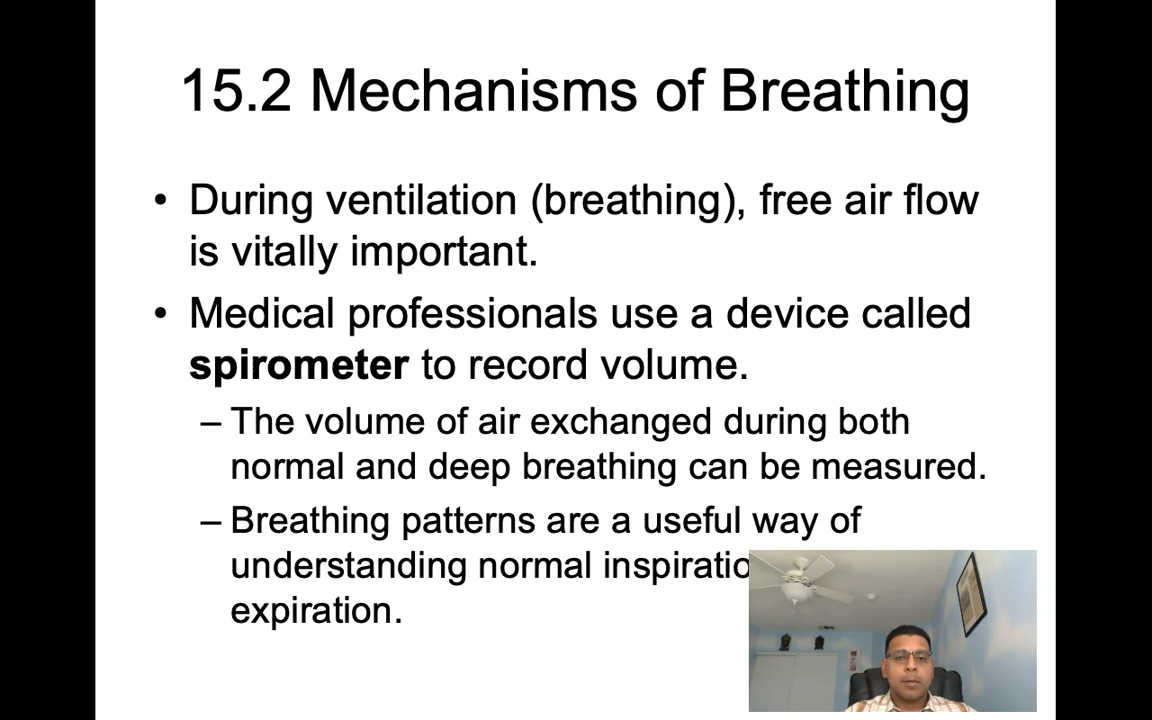 15.2 Mechanisms of Breathing
• During ventilation (breathing), free air flow
is vitally important.
• Medical professionals use a device called
spirometer to record volume.
– The volume of air exchanged during both
normal and deep breathing can be measured.
– Breathing patterns are a useful way of
understanding normal inspiratio
expiration.